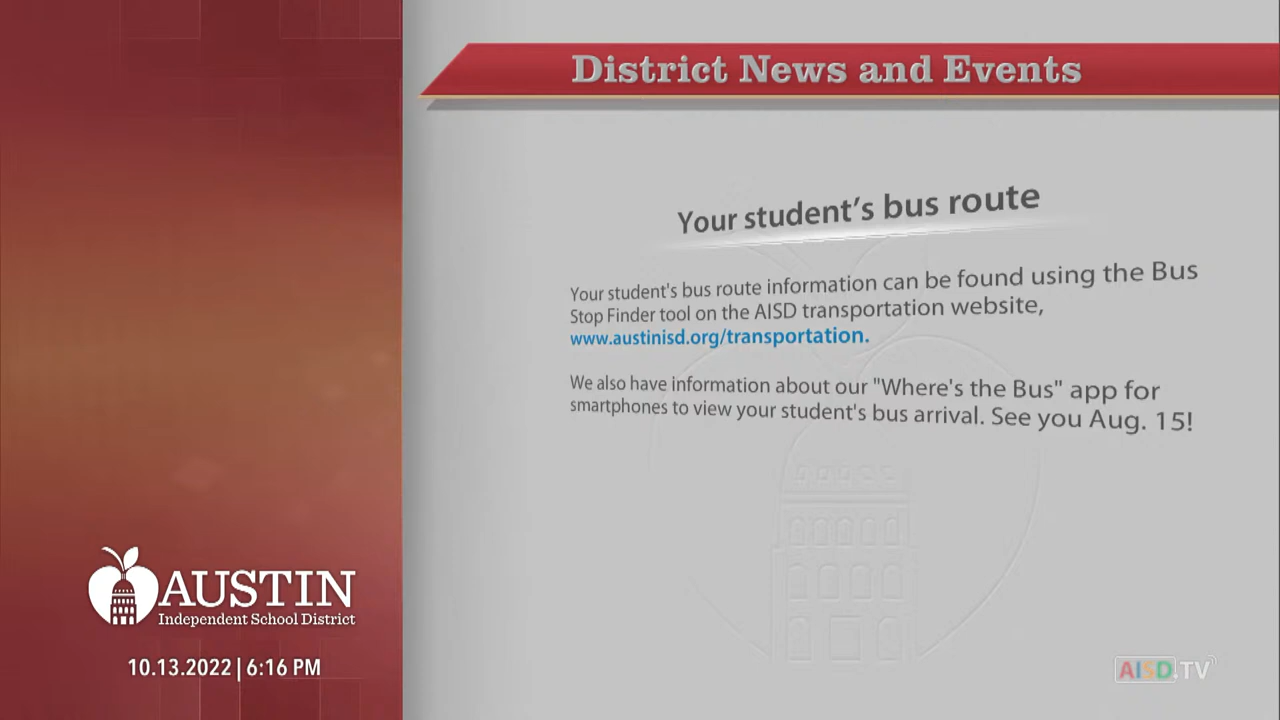 District News and Events
Your student's bus route
Your student's bus route information can be found using the Bus
Stop Finder tool on the AISD transportation website,
www.austinisd.org/transportation.
We also have information about our "Where's the Bus" app for
smartphones to view your student's bus arrival. See you Aug. 15!
AUSTIN
Independent School District
10.13.2022 | 6:16 PM
AISD.TV